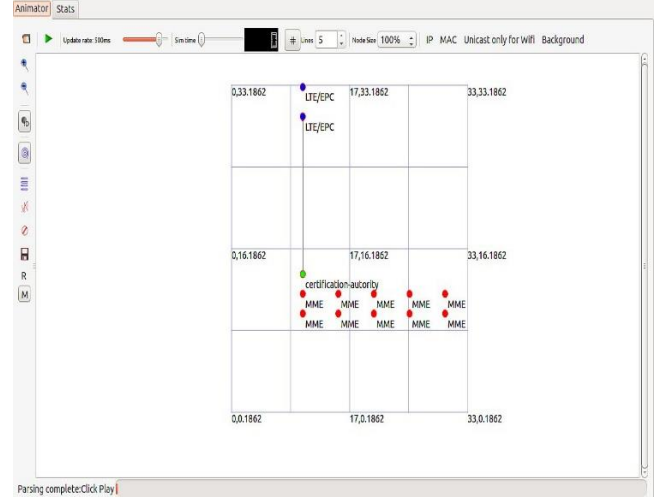 Animator Stats
Update rate: 500ms Sim time # Lines 5 Node Size 100% IP MAC Unicast only for Wifi Background
0,33.1862 17,33.1862 33,33.1862
LTE/EPC
LTE/EPC
0,16.1862 17,16.1862 33,16.1862
certification-autority
MME MME MME MME MME
MME MME MME MME MME
0,0.1862 17,0.1862 33,0.1862
R
M
Parsing complete:Click Play